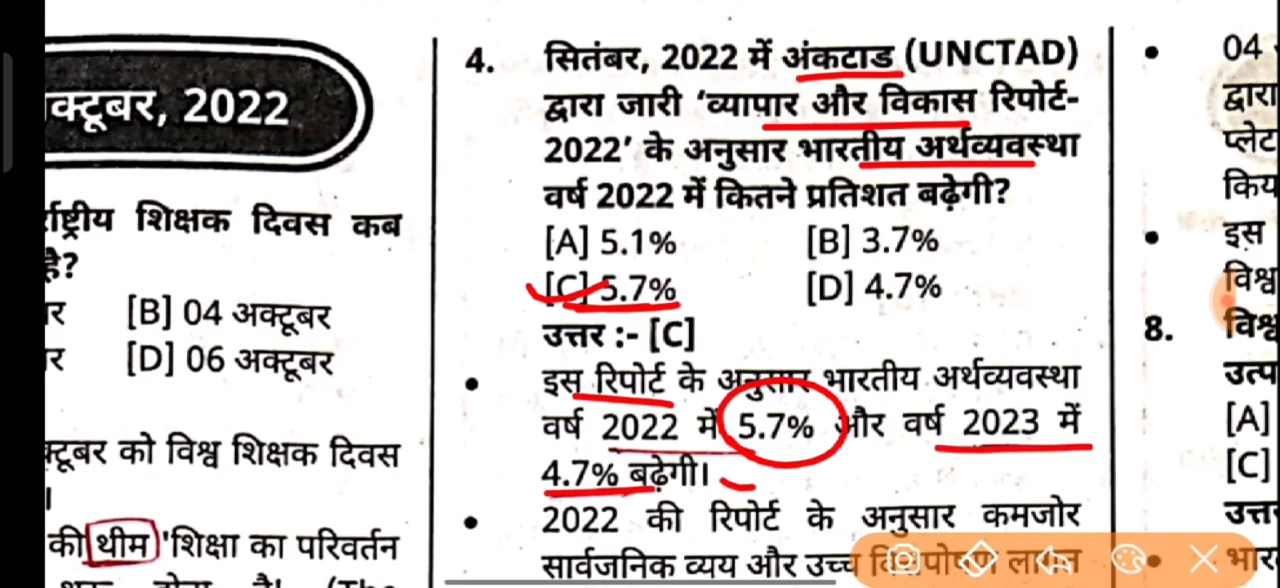 क्टूबर, 2022
र्राष्ट्रीय शिक्षक दिवस कब
है?
र [B] 04 अक्टूबर
र [D] 06 अक्टूबर
क्टूबर को विश्व शिक्षक दिवस
।
की थीम 'शिक्षा का परिवर्तन
4. सितंबर, 2022 में अंकटाड (UNCTAD)
द्वारा जारी ‘व्यापार और विकास रिपोर्ट-
2022’ के अनुसार भारतीय अर्थव्यवस्था
वर्ष 2022 में कितने प्रतिशत बढ़ेगी?
[A] 5.1% [B] 3.7%
[C] 5.7% [D] 4.7%
उत्तर :- [C]
• इस रिपोर्ट के अनुसार भारतीय अर्थव्यवस्था
वर्ष 2022 में 5.7% और वर्ष 2023 में
4.7% बढ़ेगी।
• 2022 की रिपोर्ट के अनुसार कमजोर
सार्वजनिक व्यय और उच्च
• 04
द्वारा
प्लेट
किय
• इस
विश्व
8. विश्व
उत्प
[A]
[C]
उत्त
• भार